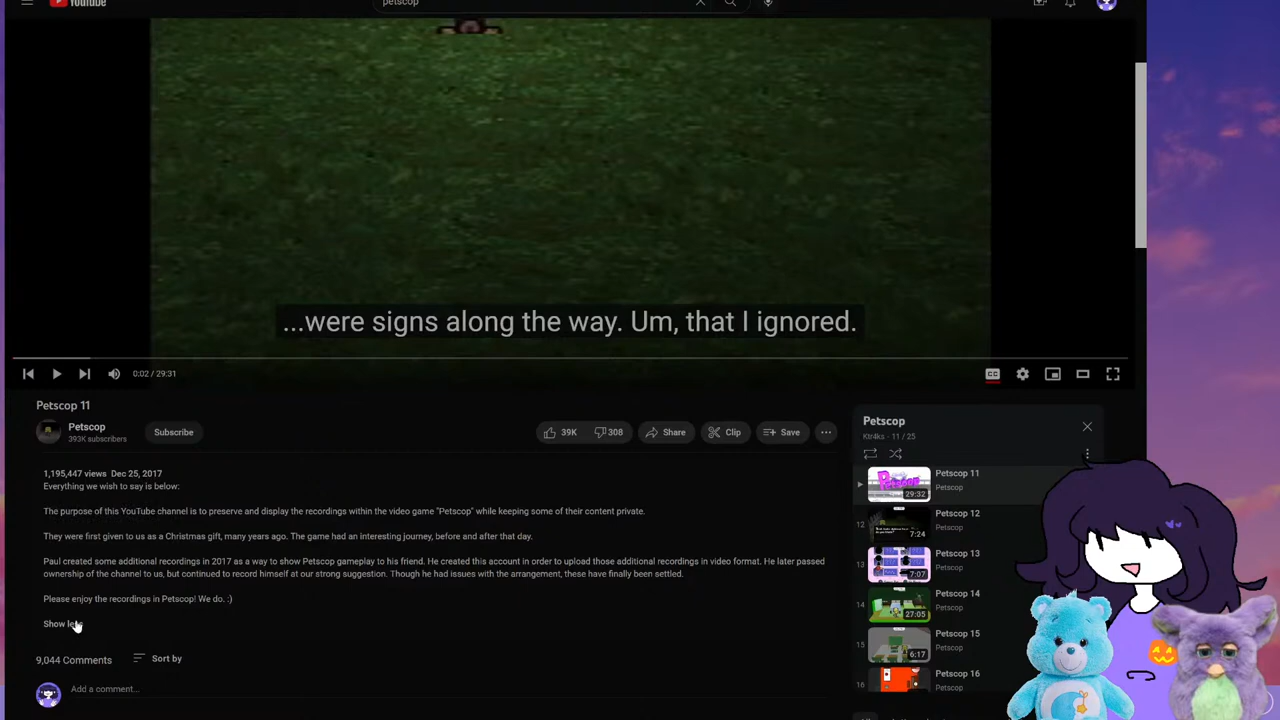 YouTube
petscop
...were signs along the way. Um, that I ignored.
0:02 / 29:31
CC
Petscop 11
Petscop
393K subscribers
Subscribe
39K
308
Share
Clip
Save
1,195,447 views Dec 25, 2017
Everything we wish to say is below:
The purpose of this YouTube channel is to preserve and display the recordings within the video game "Petscop" while keeping some of their content private.
They were first given to us as a Christmas gift, many years ago. The game had an interesting journey, before and after that day.
Paul created some additional recordings in 2017 as a way to show Petscop gameplay to his friend. He created this account in order to upload those additional recordings in video format. He later passed
ownership of the channel to us, but continued to record himself at our strong suggestion. Though he had issues with the arrangement, these have finally been settled.
Please enjoy the recordings in Petscop! We do. :)
Show less
9,044 Comments
Sort by
Add a comment...
Petscop
Ktr4ks - 11 / 25
Petscop 11
Petscop
29:32
12
Petscop 12
Petscop
7:24
13
Petscop 13
Petscop
7:07
14
Petscop 14
Petscop
27:05
15
Petscop 15
Petscop
6:17
16
Petscop 16
Petscop